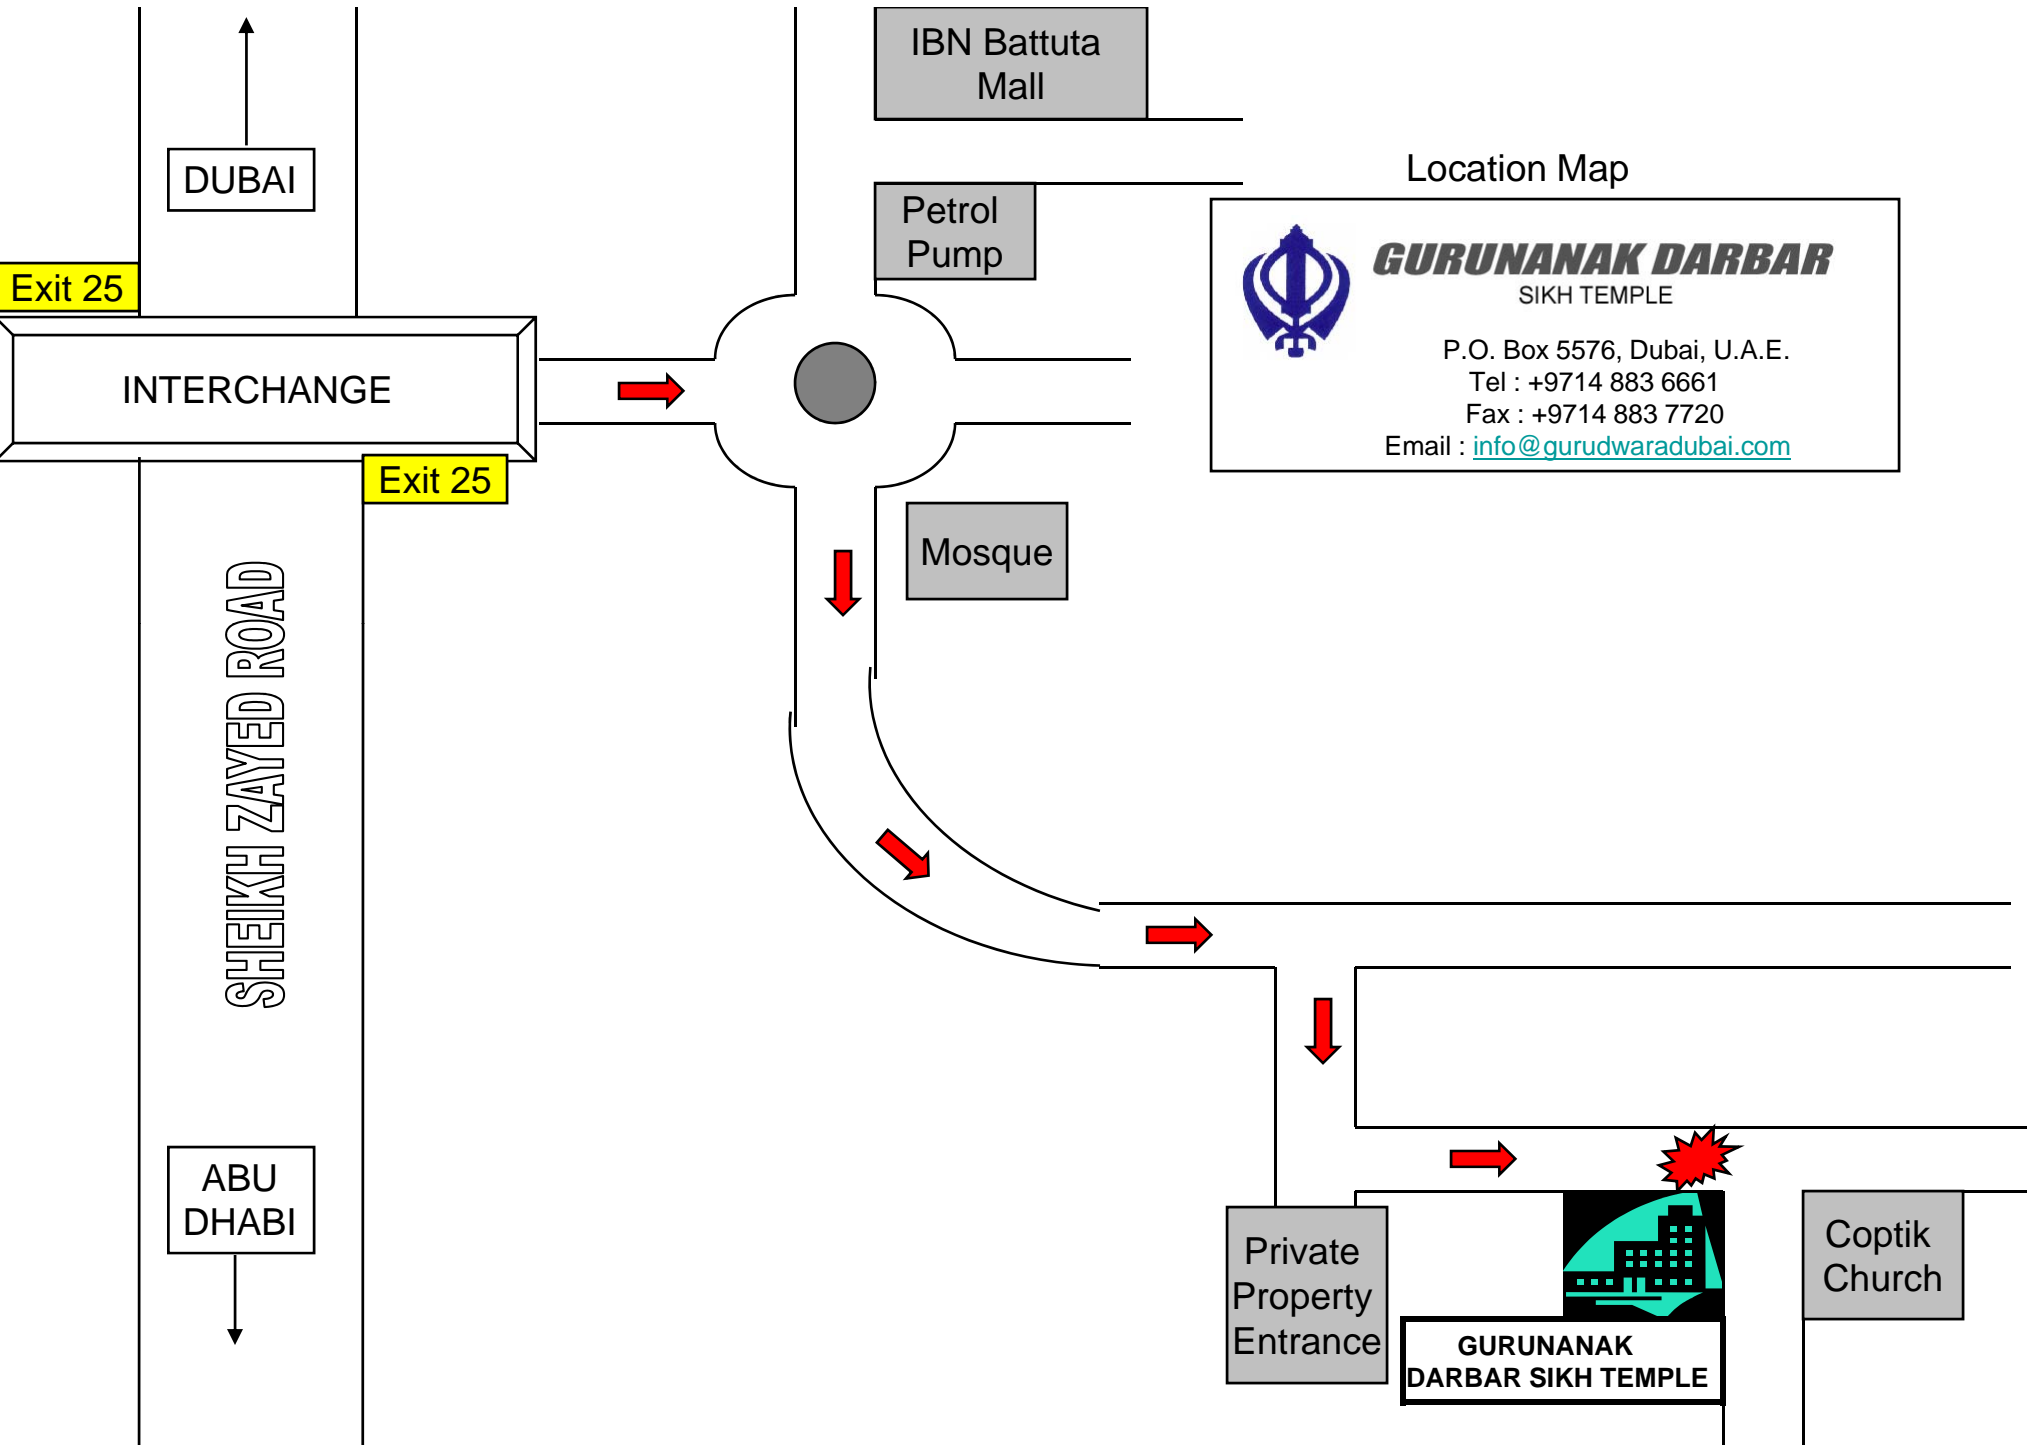 IBN Battuta
Mall
DUBAI
Location Map
Petrol
Pump
GURUNANAK DARBAR
SIKH TEMPLE
Exit 25
P.O. Box 5576, Dubai, U.A.E.
Tel : +9714 883 6661
Fax : +9714 883 7720
Email : info@gurudwaradubai.com
INTERCHANGE
Exit 25
Mosque
SHEIKH ZAYED ROAD
ABU
DHABI
Private
Property
Entrance
Coptik
Church
GURUNANAK
DARBAR SIKH TEMPLE